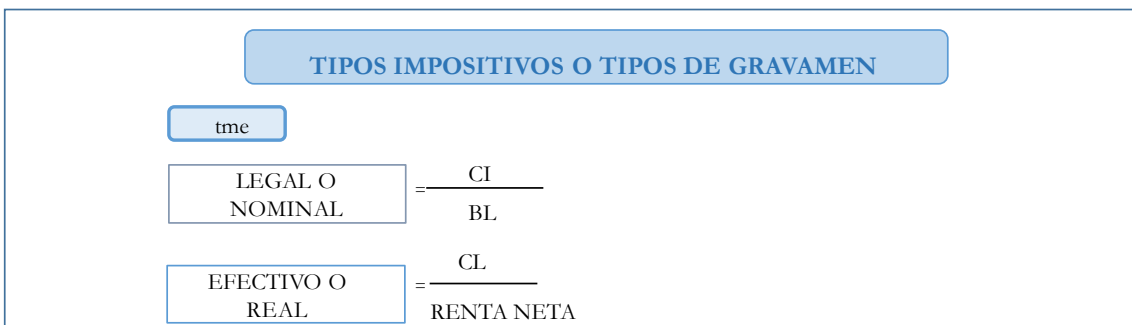 TIPOS IMPOSITIVOS O TIPOS DE GRAVAMEN
tme
LEGAL O
NOMINAL
= CI
BL
EFECTIVO O
REAL
= CL
RENTA NETA